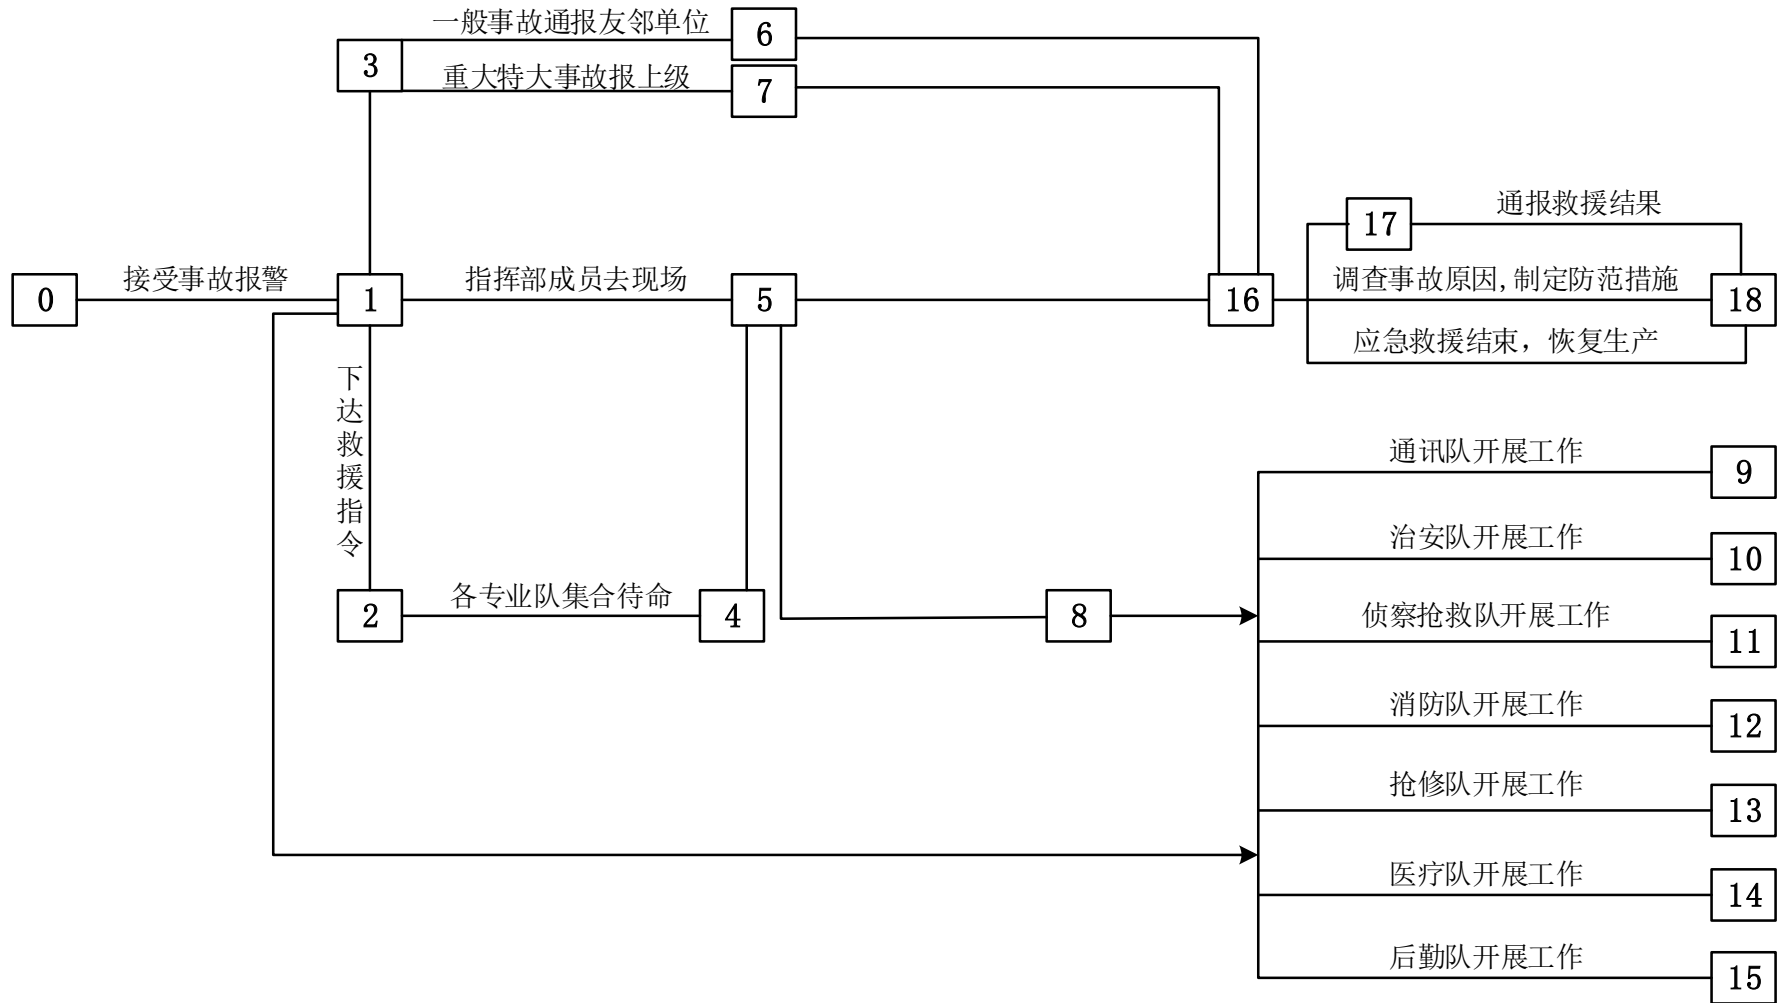 一般事故通报友邻单位
6
3
重大特大事故报上级
7
17
通报救援结果
0
接受事故报警
1
指挥部成员去现场
5
16
调查事故原因,制定防范措施
18
应急救援结束，恢复生产
下达救援指令
通讯队开展工作
9
治安队开展工作
10
2
各专业队集合待命
4
8
侦察抢救队开展工作
11
消防队开展工作
12
抢修队开展工作
13
医疗队开展工作
14
后勤队开展工作
15